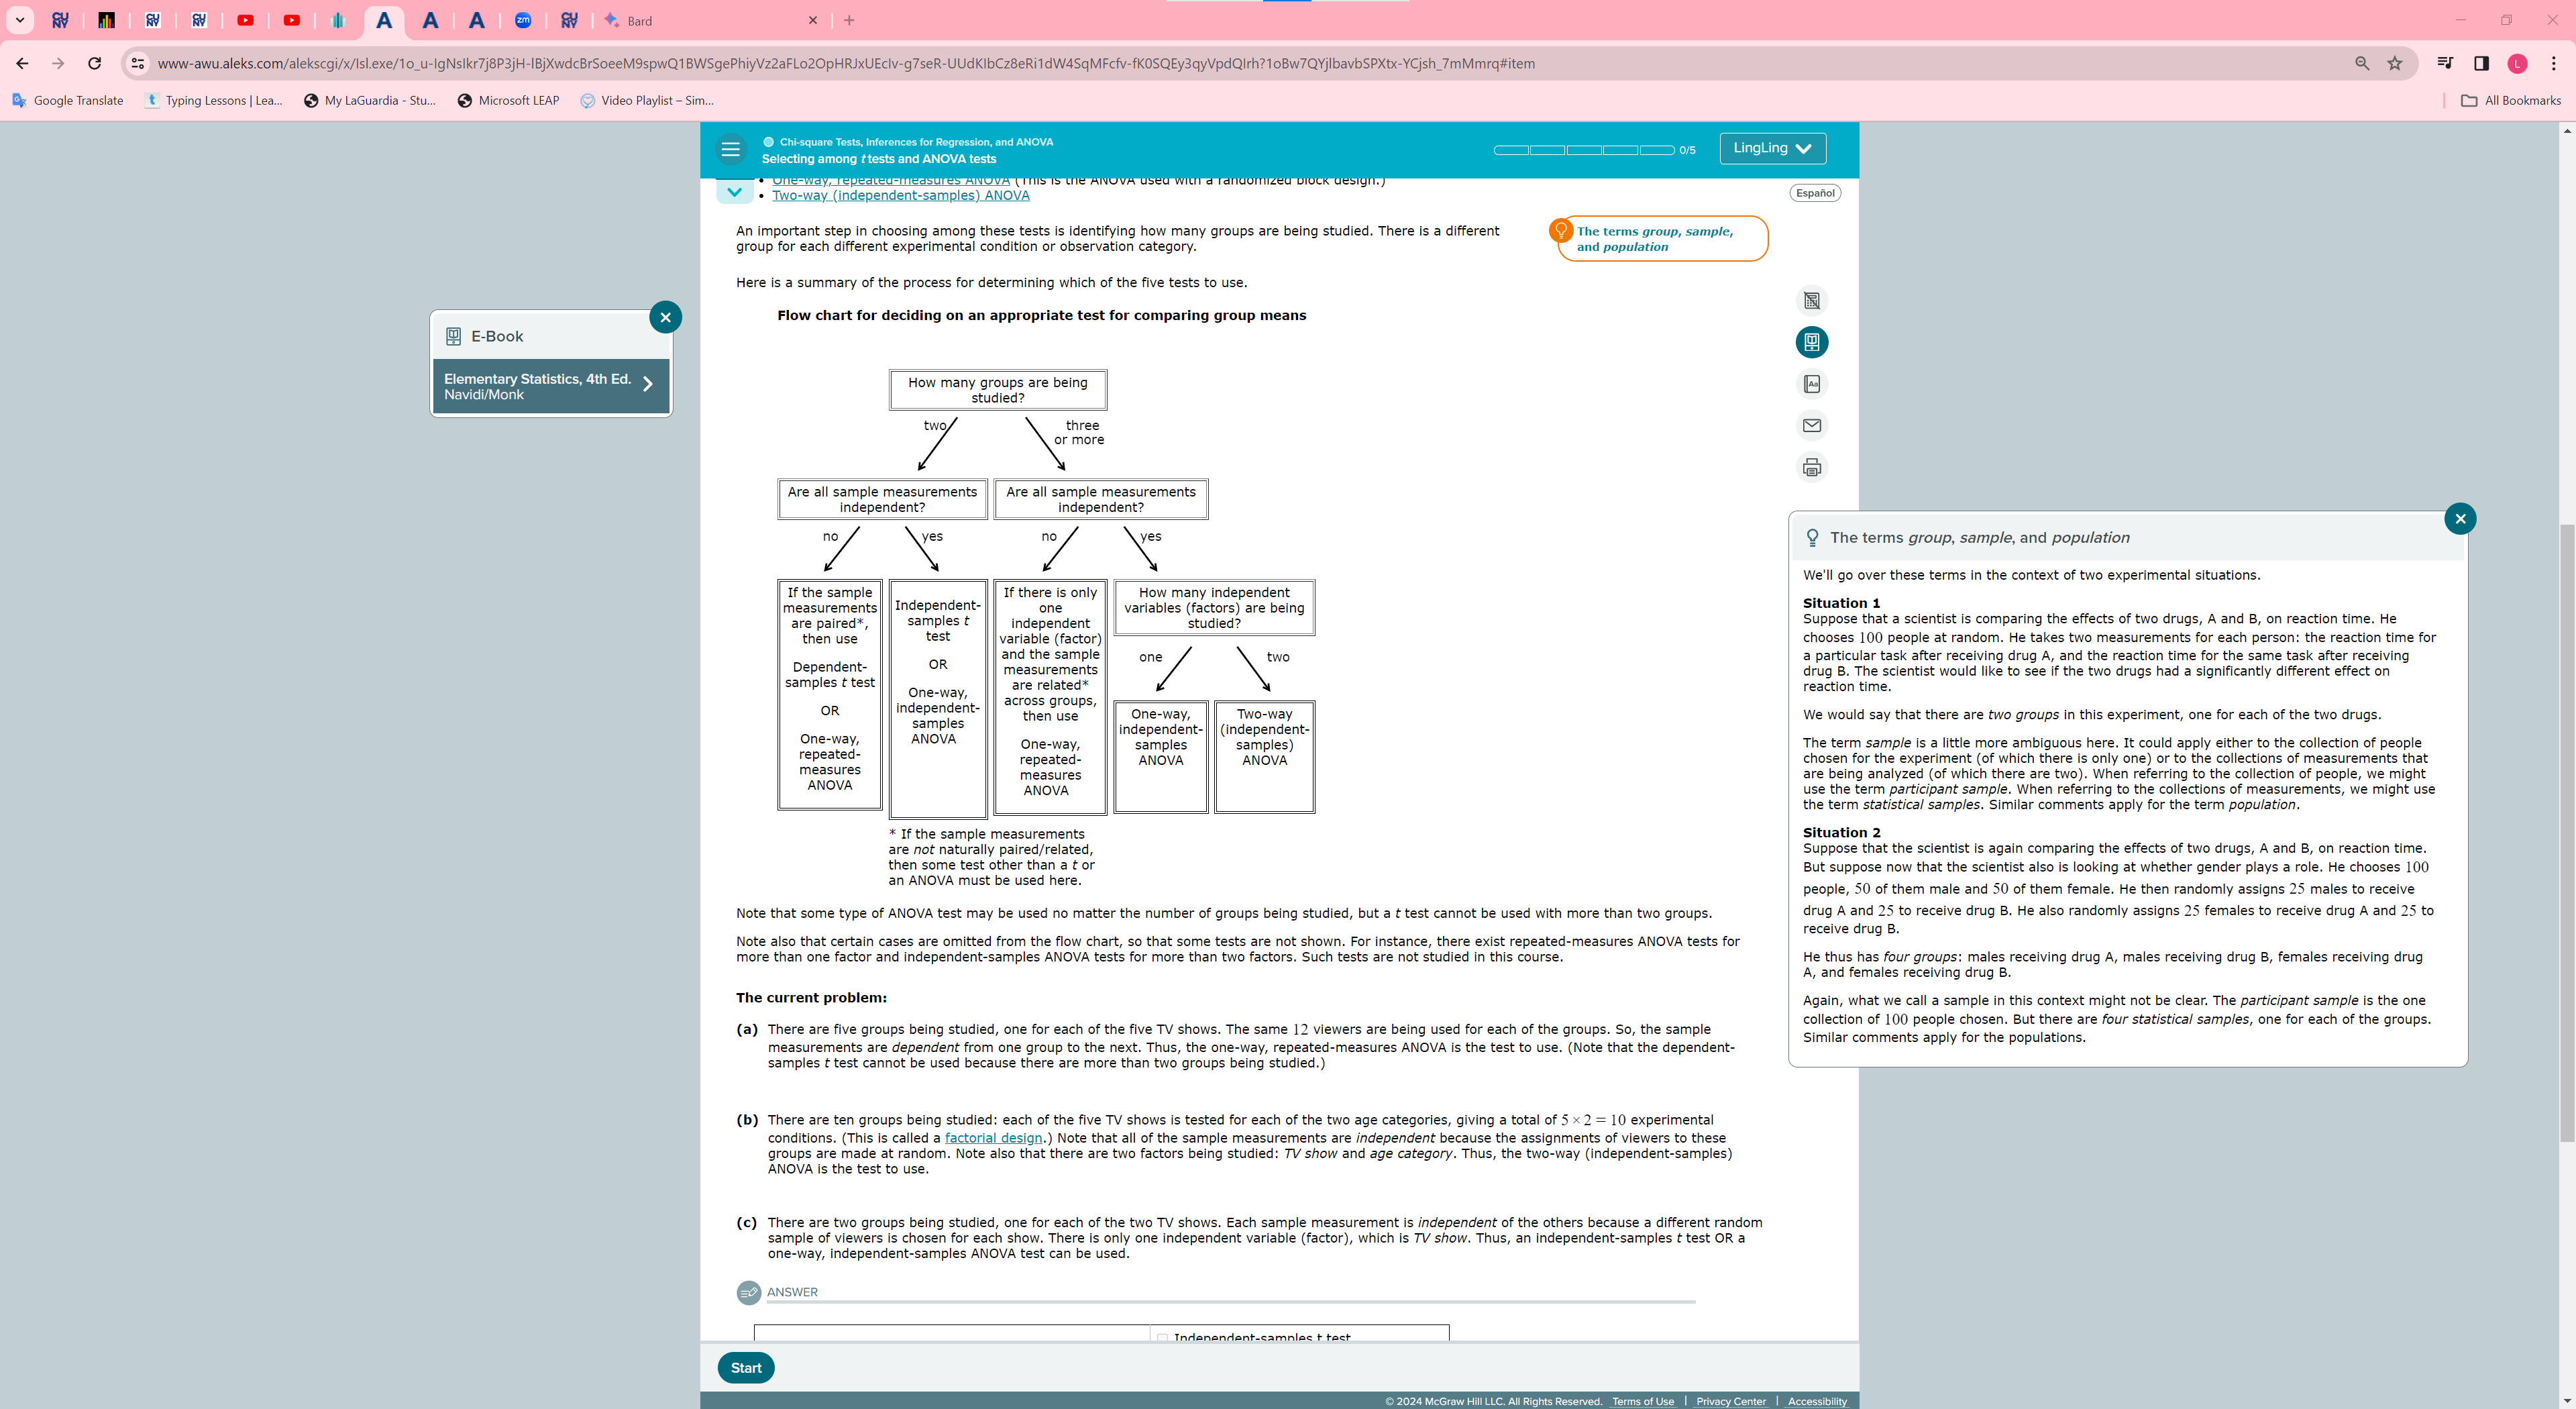 Bard
www-awu.aleks.com/alekscgi/x/Isl.exe/1o_u-IgNsIkr7j8P3jH-IBjXwdcBrSoeeM9spwQ1BWSgePhiyVz2aFLo2OpHRJxUEcIv-g7seR-UUdKIbCz8eRi1dW4SqMFcfv-fK0SQEy3qyVpdQIrh?1oBw7QYjlbavbSPXtx-YCjsh_7mMmrq#item
L
Google Translate
Typing Lessons | Lea...
My LaGuardia - Stu...
Microsoft LEAP
Video Playlist – Sim...
All Bookmarks
Chi-square Tests, Inferences for Regression, and ANOVA
Selecting among t tests and ANOVA tests
0/5
LingLing
Español
• One-way, repeated-measures ANOVA (This is the ANOVA used with a randomized block design.)
• Two-way (independent-samples) ANOVA
An important step in choosing among these tests is identifying how many groups are being studied. There is a different
group for each different experimental condition or observation category.
The terms group, sample,
and population
Here is a summary of the process for determining which of the five tests to use.
Flow chart for deciding on an appropriate test for comparing group means
How many groups are being
studied?
two
three
or more
Are all sample measurements
independent?
Are all sample measurements
independent?
no
yes
no
yes
If the sample
measurements
are paired*,
then use
Dependent-
samples t test
OR
One-way,
repeated-
measures
ANOVA
Independent-
samples t
test
OR
One-way,
independent-
samples
ANOVA
If there is only
one
independent
variable (factor)
and the sample
measurements
are related*
across groups,
then use
One-way,
repeated-
measures
ANOVA
How many independent
variables (factors) are being
studied?
one
two
One-way,
independent-
samples
ANOVA
Two-way
(independent-
samples)
ANOVA
* If the sample measurements
are not naturally paired/related,
then some test other than a t or
an ANOVA must be used here.
Note that some type of ANOVA test may be used no matter the number of groups being studied, but a t test cannot be used with more than two groups.
Note also that certain cases are omitted from the flow chart, so that some tests are not shown. For instance, there exist repeated-measures ANOVA tests for
more than one factor and independent-samples ANOVA tests for more than two factors. Such tests are not studied in this course.
The current problem:
(a) There are five groups being studied, one for each of the five TV shows. The same 12 viewers are being used for each of the groups. So, the sample
measurements are dependent from one group to the next. Thus, the one-way, repeated-measures ANOVA is the test to use. (Note that the dependent-
samples t test cannot be used because there are more than two groups being studied.)
(b) There are ten groups being studied: each of the five TV shows is tested for each of the two age categories, giving a total of 5 × 2 = 10 experimental
conditions. (This is called a factorial design.) Note that all of the sample measurements are independent because the assignments of viewers to these
groups are made at random. Note also that there are two factors being studied: TV show and age category. Thus, the two-way (independent-samples)
ANOVA is the test to use.
(c) There are two groups being studied, one for each of the two TV shows. Each sample measurement is independent of the others because a different random
sample of viewers is chosen for each show. There is only one independent variable (factor), which is TV show. Thus, an independent-samples t test OR a
one-way, independent-samples ANOVA test can be used.
ANSWER
Independent-samples t test
Start
© 2024 McGraw Hill LLC. All Rights Reserved. Terms of Use | Privacy Center | Accessibility
E-Book
Elementary Statistics, 4th Ed.
Navidi/Monk
The terms group, sample, and population
We'll go over these terms in the context of two experimental situations.
Situation 1
Suppose that a scientist is comparing the effects of two drugs, A and B, on reaction time. He
chooses 100 people at random. He takes two measurements for each person: the reaction time for
a particular task after receiving drug A, and the reaction time for the same task after receiving
drug B. The scientist would like to see if the two drugs had a significantly different effect on
reaction time.
We would say that there are two groups in this experiment, one for each of the two drugs.
The term sample is a little more ambiguous here. It could apply either to the collection of people
chosen for the experiment (of which there is only one) or to the collections of measurements that
are being analyzed (of which there are two). When referring to the collection of people, we might
use the term participant sample. When referring to the collections of measurements, we might use
the term statistical samples. Similar comments apply for the term population.
Situation 2
Suppose that the scientist is again comparing the effects of two drugs, A and B, on reaction time.
But suppose now that the scientist also is looking at whether gender plays a role. He chooses 100
people, 50 of them male and 50 of them female. He then randomly assigns 25 males to receive
drug A and 25 to receive drug B. He also randomly assigns 25 females to receive drug A and 25 to
receive drug B.
He thus has four groups: males receiving drug A, males receiving drug B, females receiving drug
A, and females receiving drug B.
Again, what we call a sample in this context might not be clear. The participant sample is the one
collection of 100 people chosen. But there are four statistical samples, one for each of the groups.
Similar comments apply for the populations.